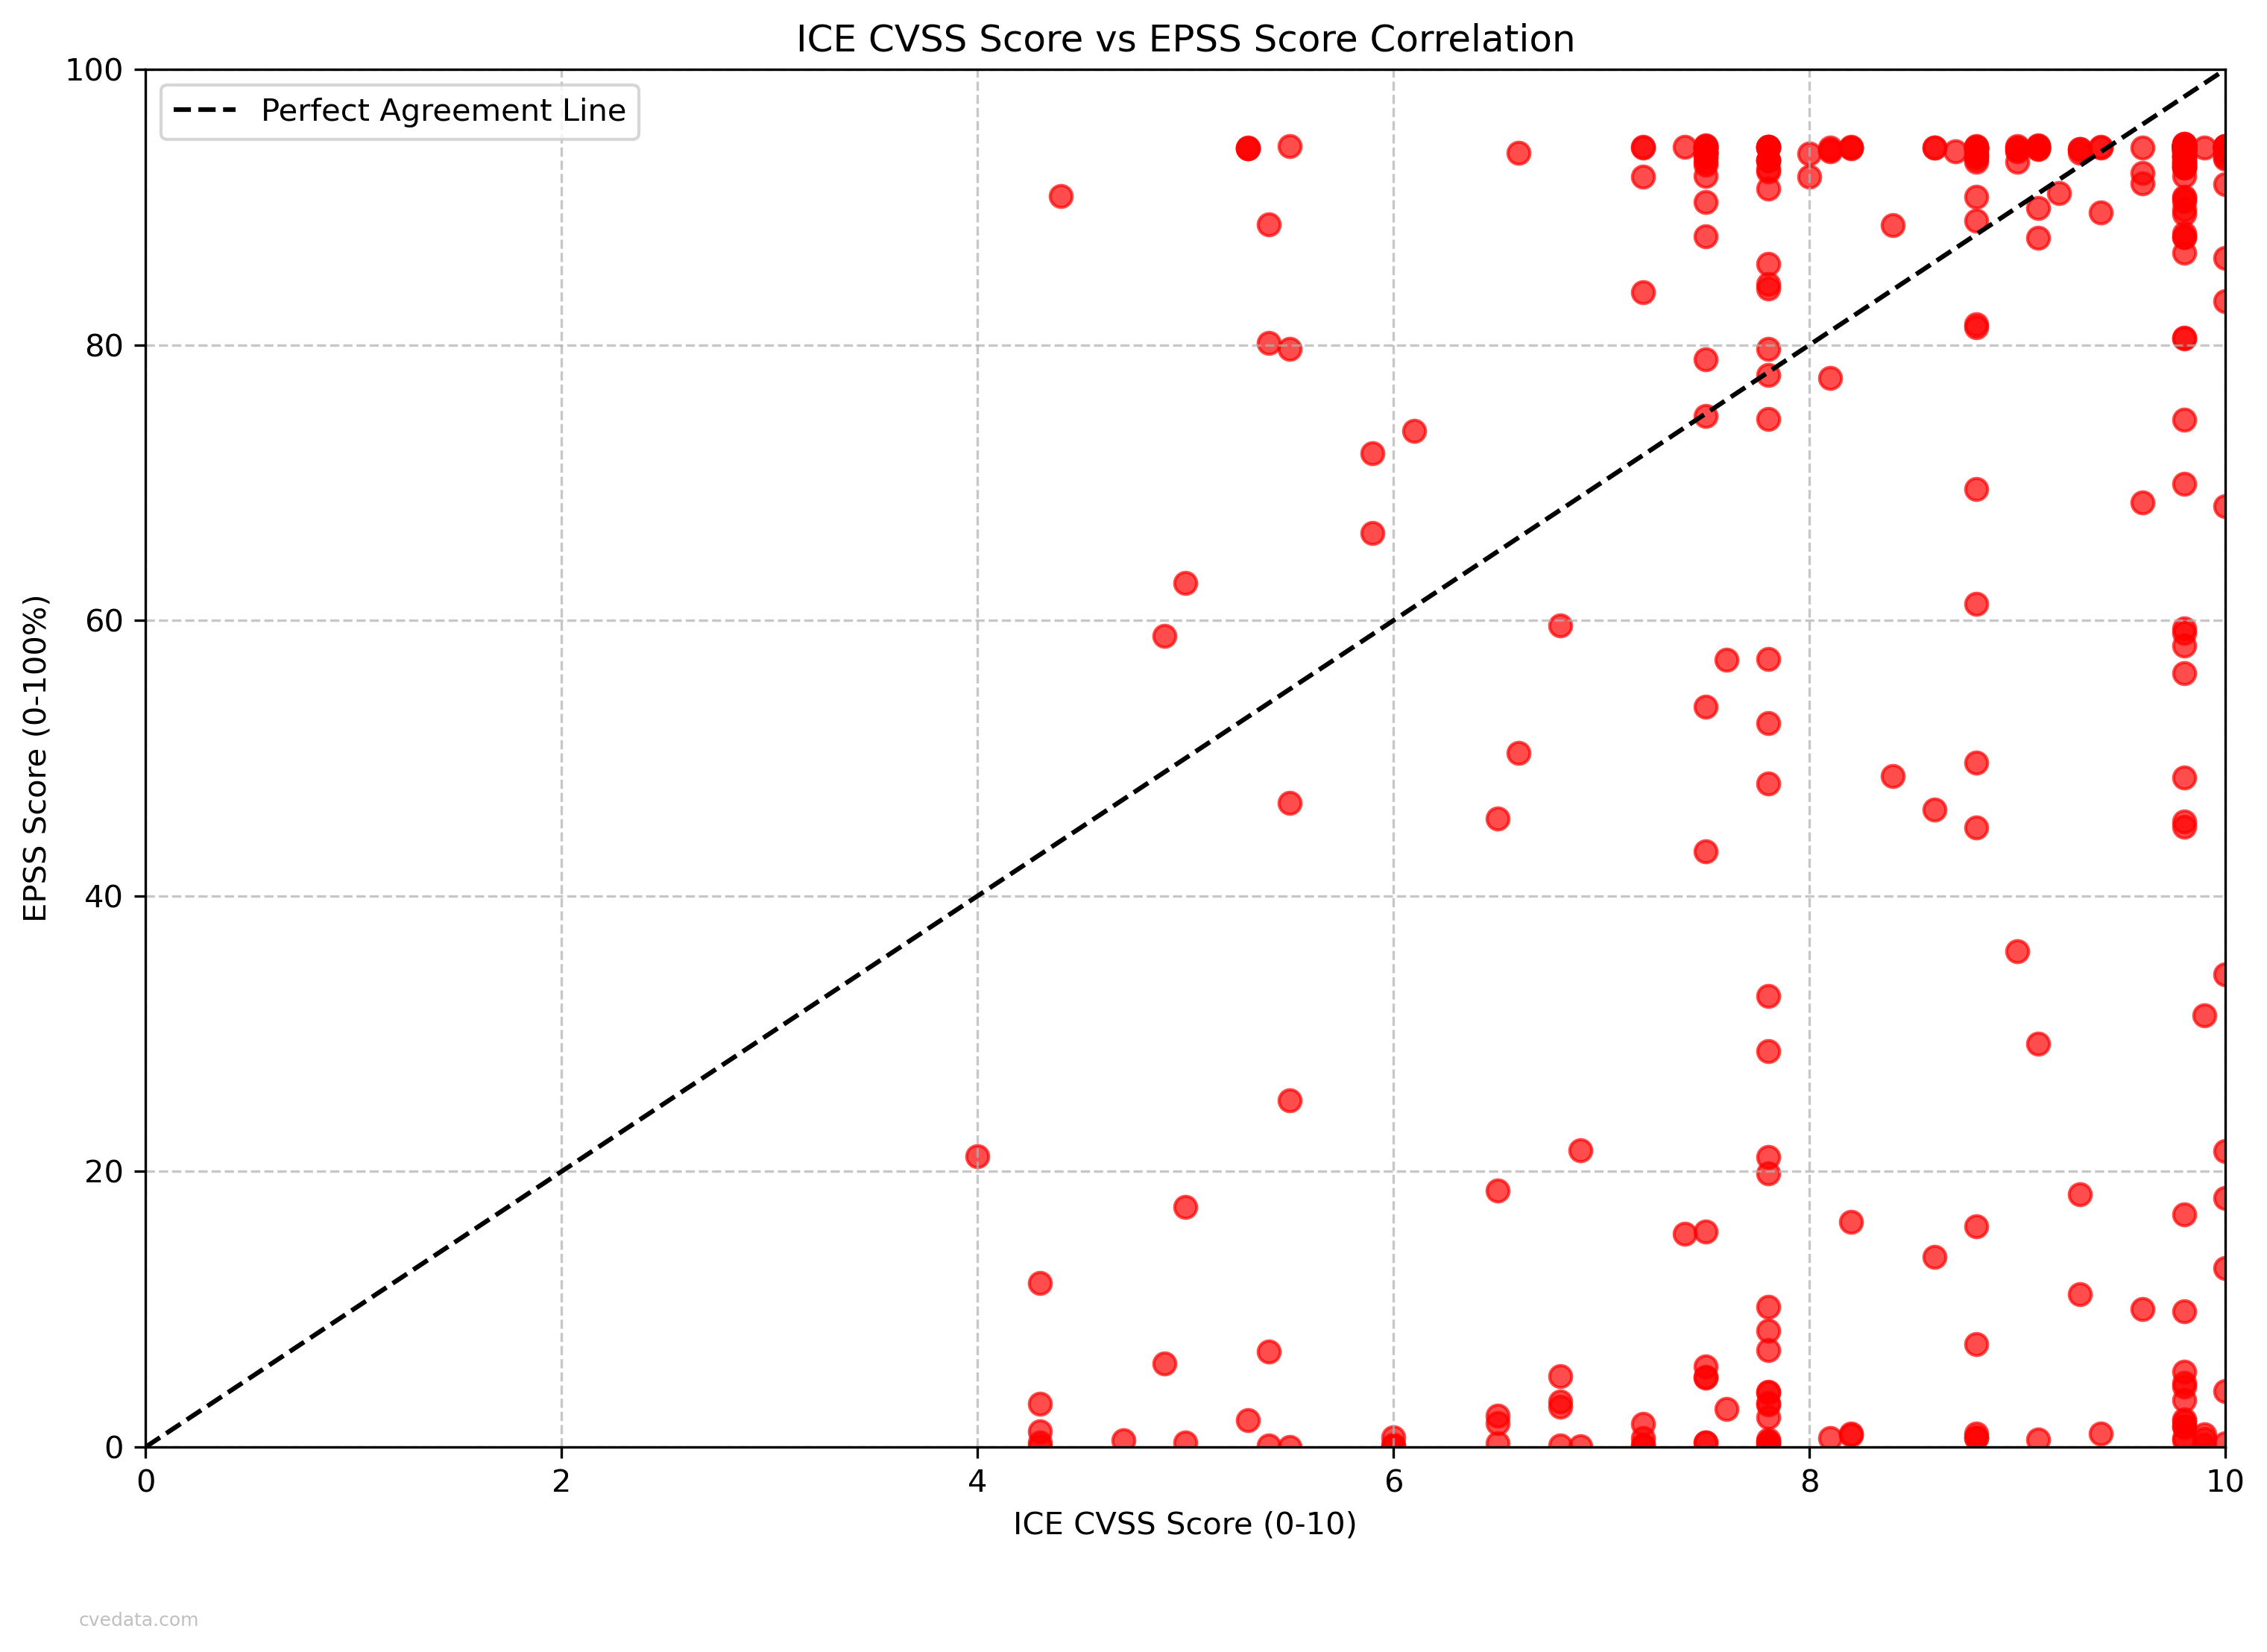 ICE CVSS Score vs EPSS Score Correlation
Perfect Agreement Line
EPSS Score (0-100%)
100
80
60
40
20
0
0 2 4 6 8 10
ICE CVSS Score (0-10)
cvedata.com